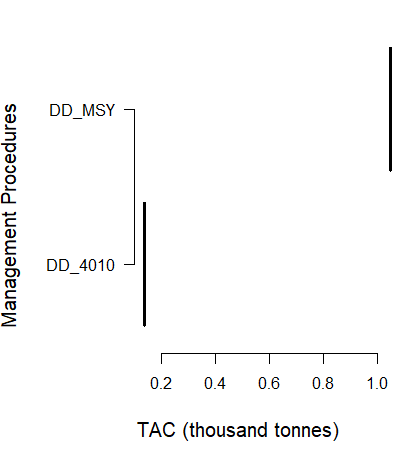 Management Procedures
DD_MSY
DD_4010
0.2 0.4 0.6 0.8 1.0
TAC (thousand tonnes)